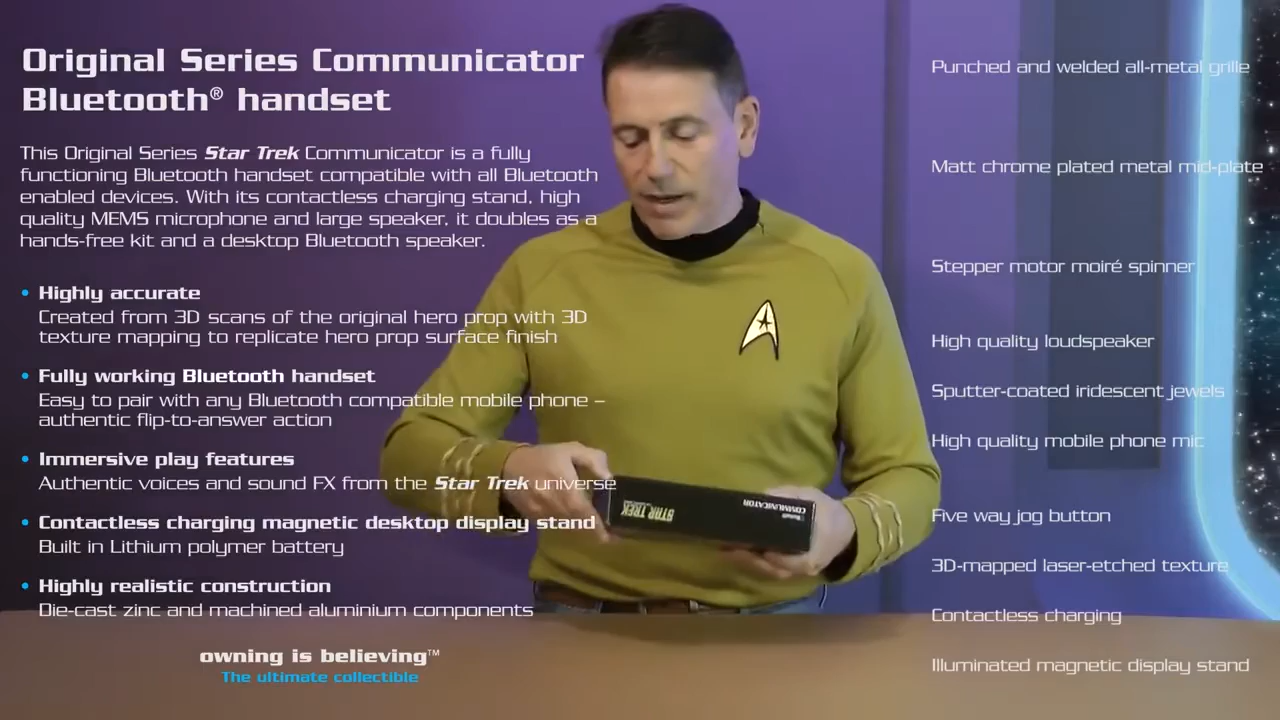 Original Series Communicator
Bluetooth® handset
This Original Series Star Trek Communicator is a fully
functioning Bluetooth handset compatible with all Bluetooth
enabled devices. With its contactless charging stand, high
quality MEMS microphone and large speaker, it doubles as a
hands-free kit and a desktop Bluetooth speaker.
• Highly accurate
Created from 3D scans of the original hero prop with 3D
texture mapping to replicate hero prop surface finish
• Fully working Bluetooth handset
Easy to pair with any Bluetooth compatible mobile phone –
authentic flip-to-answer action
• Immersive play features
Authentic voices and sound FX from the Star Trek universe
• Contactless charging magnetic desktop display stand
Built in Lithium polymer battery
• Highly realistic construction
Die-cast zinc and machined aluminium components
owning is believing™
The ultimate collectible
Punched and welded all-metal grille
Matt chrome plated metal mid-plate
Stepper motor moiré spinner
High quality loudspeaker
Sputter-coated iridescent jewels
High quality mobile phone mic
Five way jog button
3D-mapped laser-etched texture
Contactless charging
Illuminated magnetic display stand
STAR TREK
COMMUNICATOR